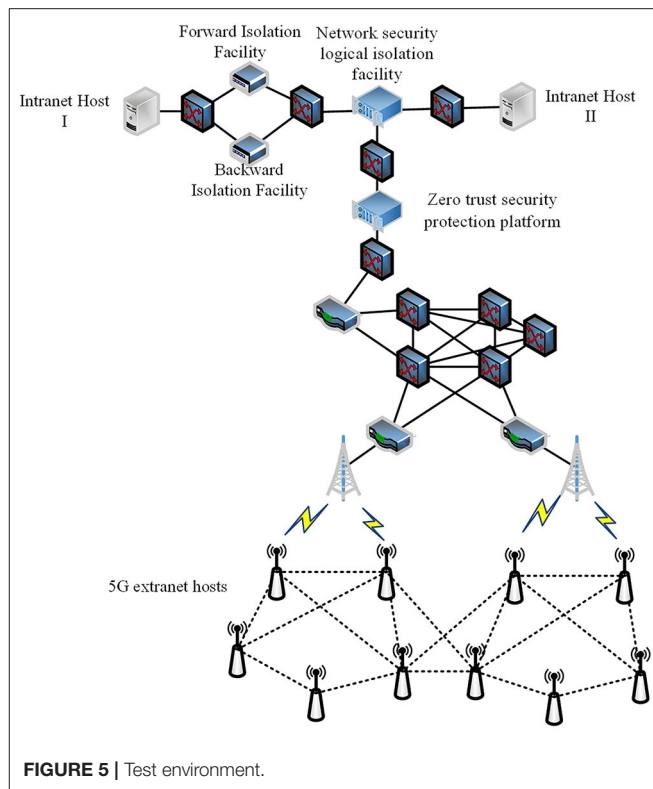 Forward Isolation
Facility
Network security
logical isolation
facility
Intranet Host
I
Intranet Host
II
Backward
Isolation Facility
Zero trust security
protection platform
5G extranet hosts
FIGURE 5 | Test environment.